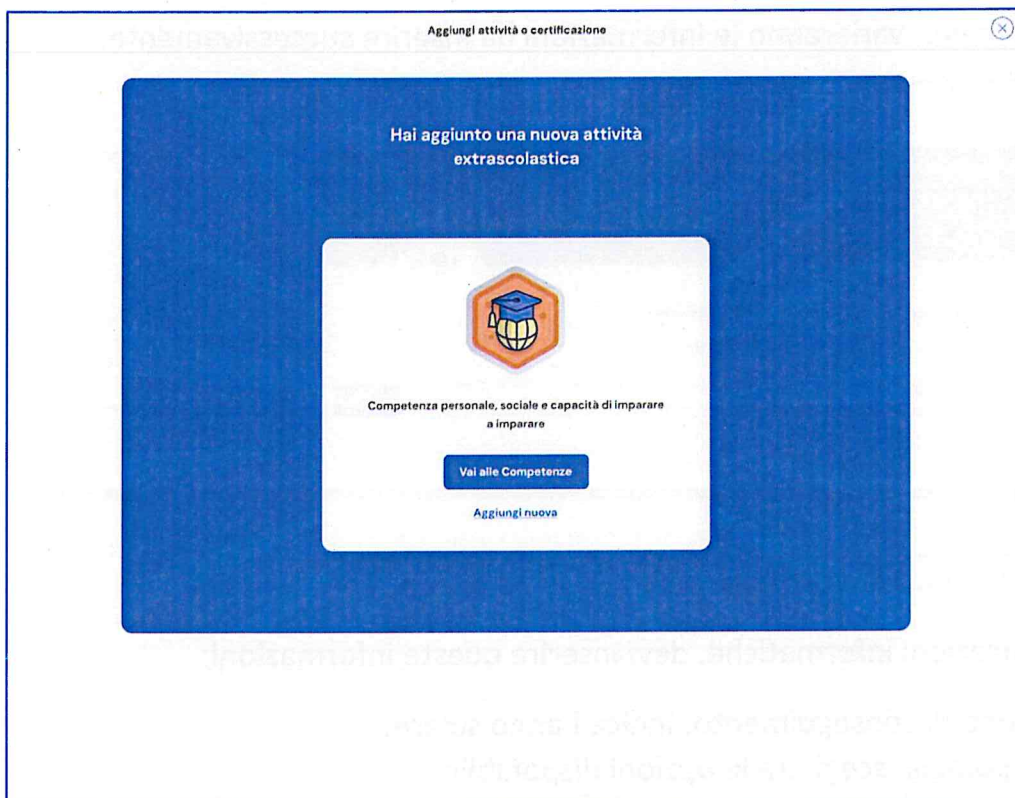 Aggiungi attività o certificazione
Hai aggiunto una nuova attività
extrascolastica
Competenza personale, sociale e capacità di imparare
a imparare
Vai alle Competenze
Aggiungi nuova